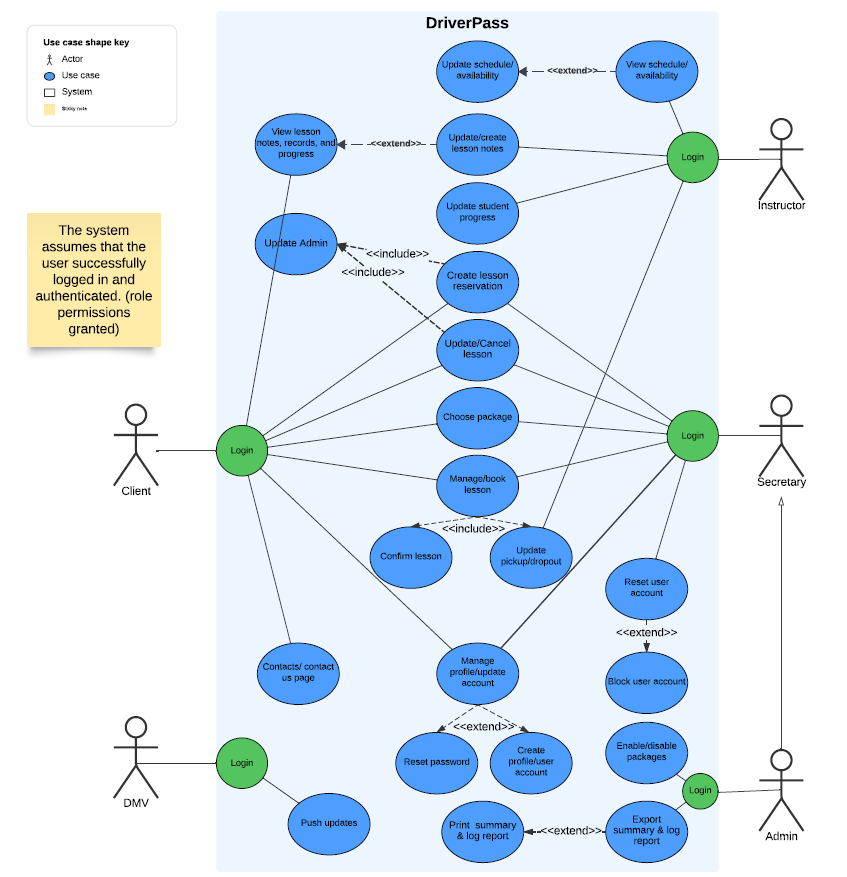 DriverPass
Use case shape key
Actor
Use case
System
Sticky note
Update schedule/
availability
<<extend>>
View schedule/
availability
View lesson
notes, records, and
progress
<<extend>>
Update/create
lesson notes
Login
Instructor
Update student
progress
The system
assumes that the
user successfully
logged in and
authenticated. (role
permissions
granted)
Update Admin
<<include>>
<<include>>
Create lesson
reservation
Update/Cancel
lesson
Choose package
Login
Client
Login
Secretary
Manage/book
lesson
<<include>>
Confirm lesson
Update
pickup/dropout
Reset user
account
<<extend>>
Block user account
Contacts/ contact
us page
Manage
profile/update
account
<<extend>>
Reset password
Create
profile/user
account
Enable/disable
packages
Login
DMV
Login
Admin
Push updates
Print summary
& log report
<<extend>>
Export
summary & log
report